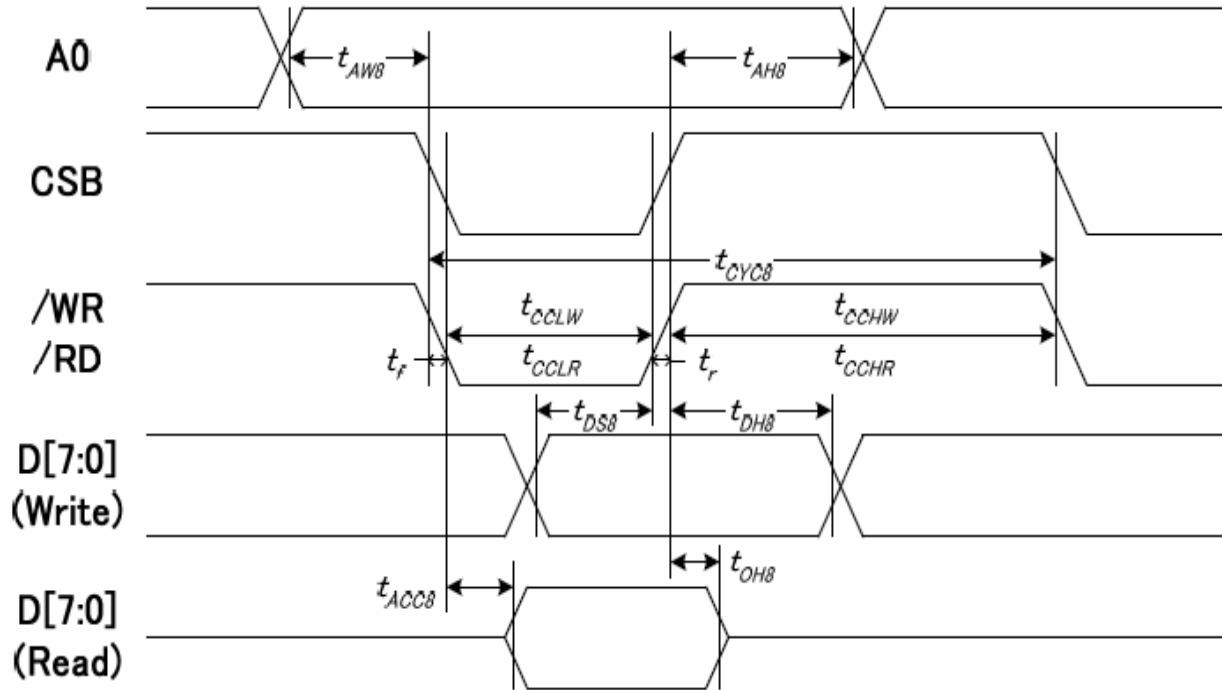 A0
t_AW8
t_AH8
CSB
t_CYC8
/WR
t_CCLW
t_CCHW
/RD
t_f
t_CCLR
t_r
t_CCHR
t_DS8
t_DH8
D[7:0]
(Write)
t_OH8
t_ACC8
D[7:0]
(Read)